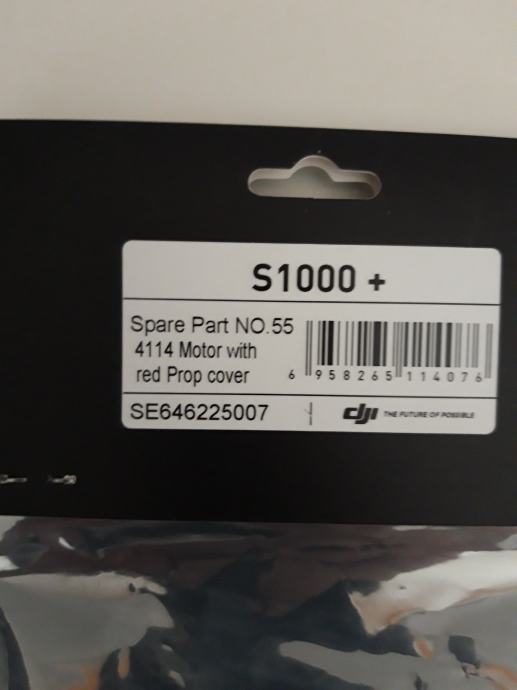 S1000 +
Spare Part NO.55
4114 Motor with
red Prop cover
6 958265 114076
SE646225007
dji THE FUTURE OF POSSIBLE